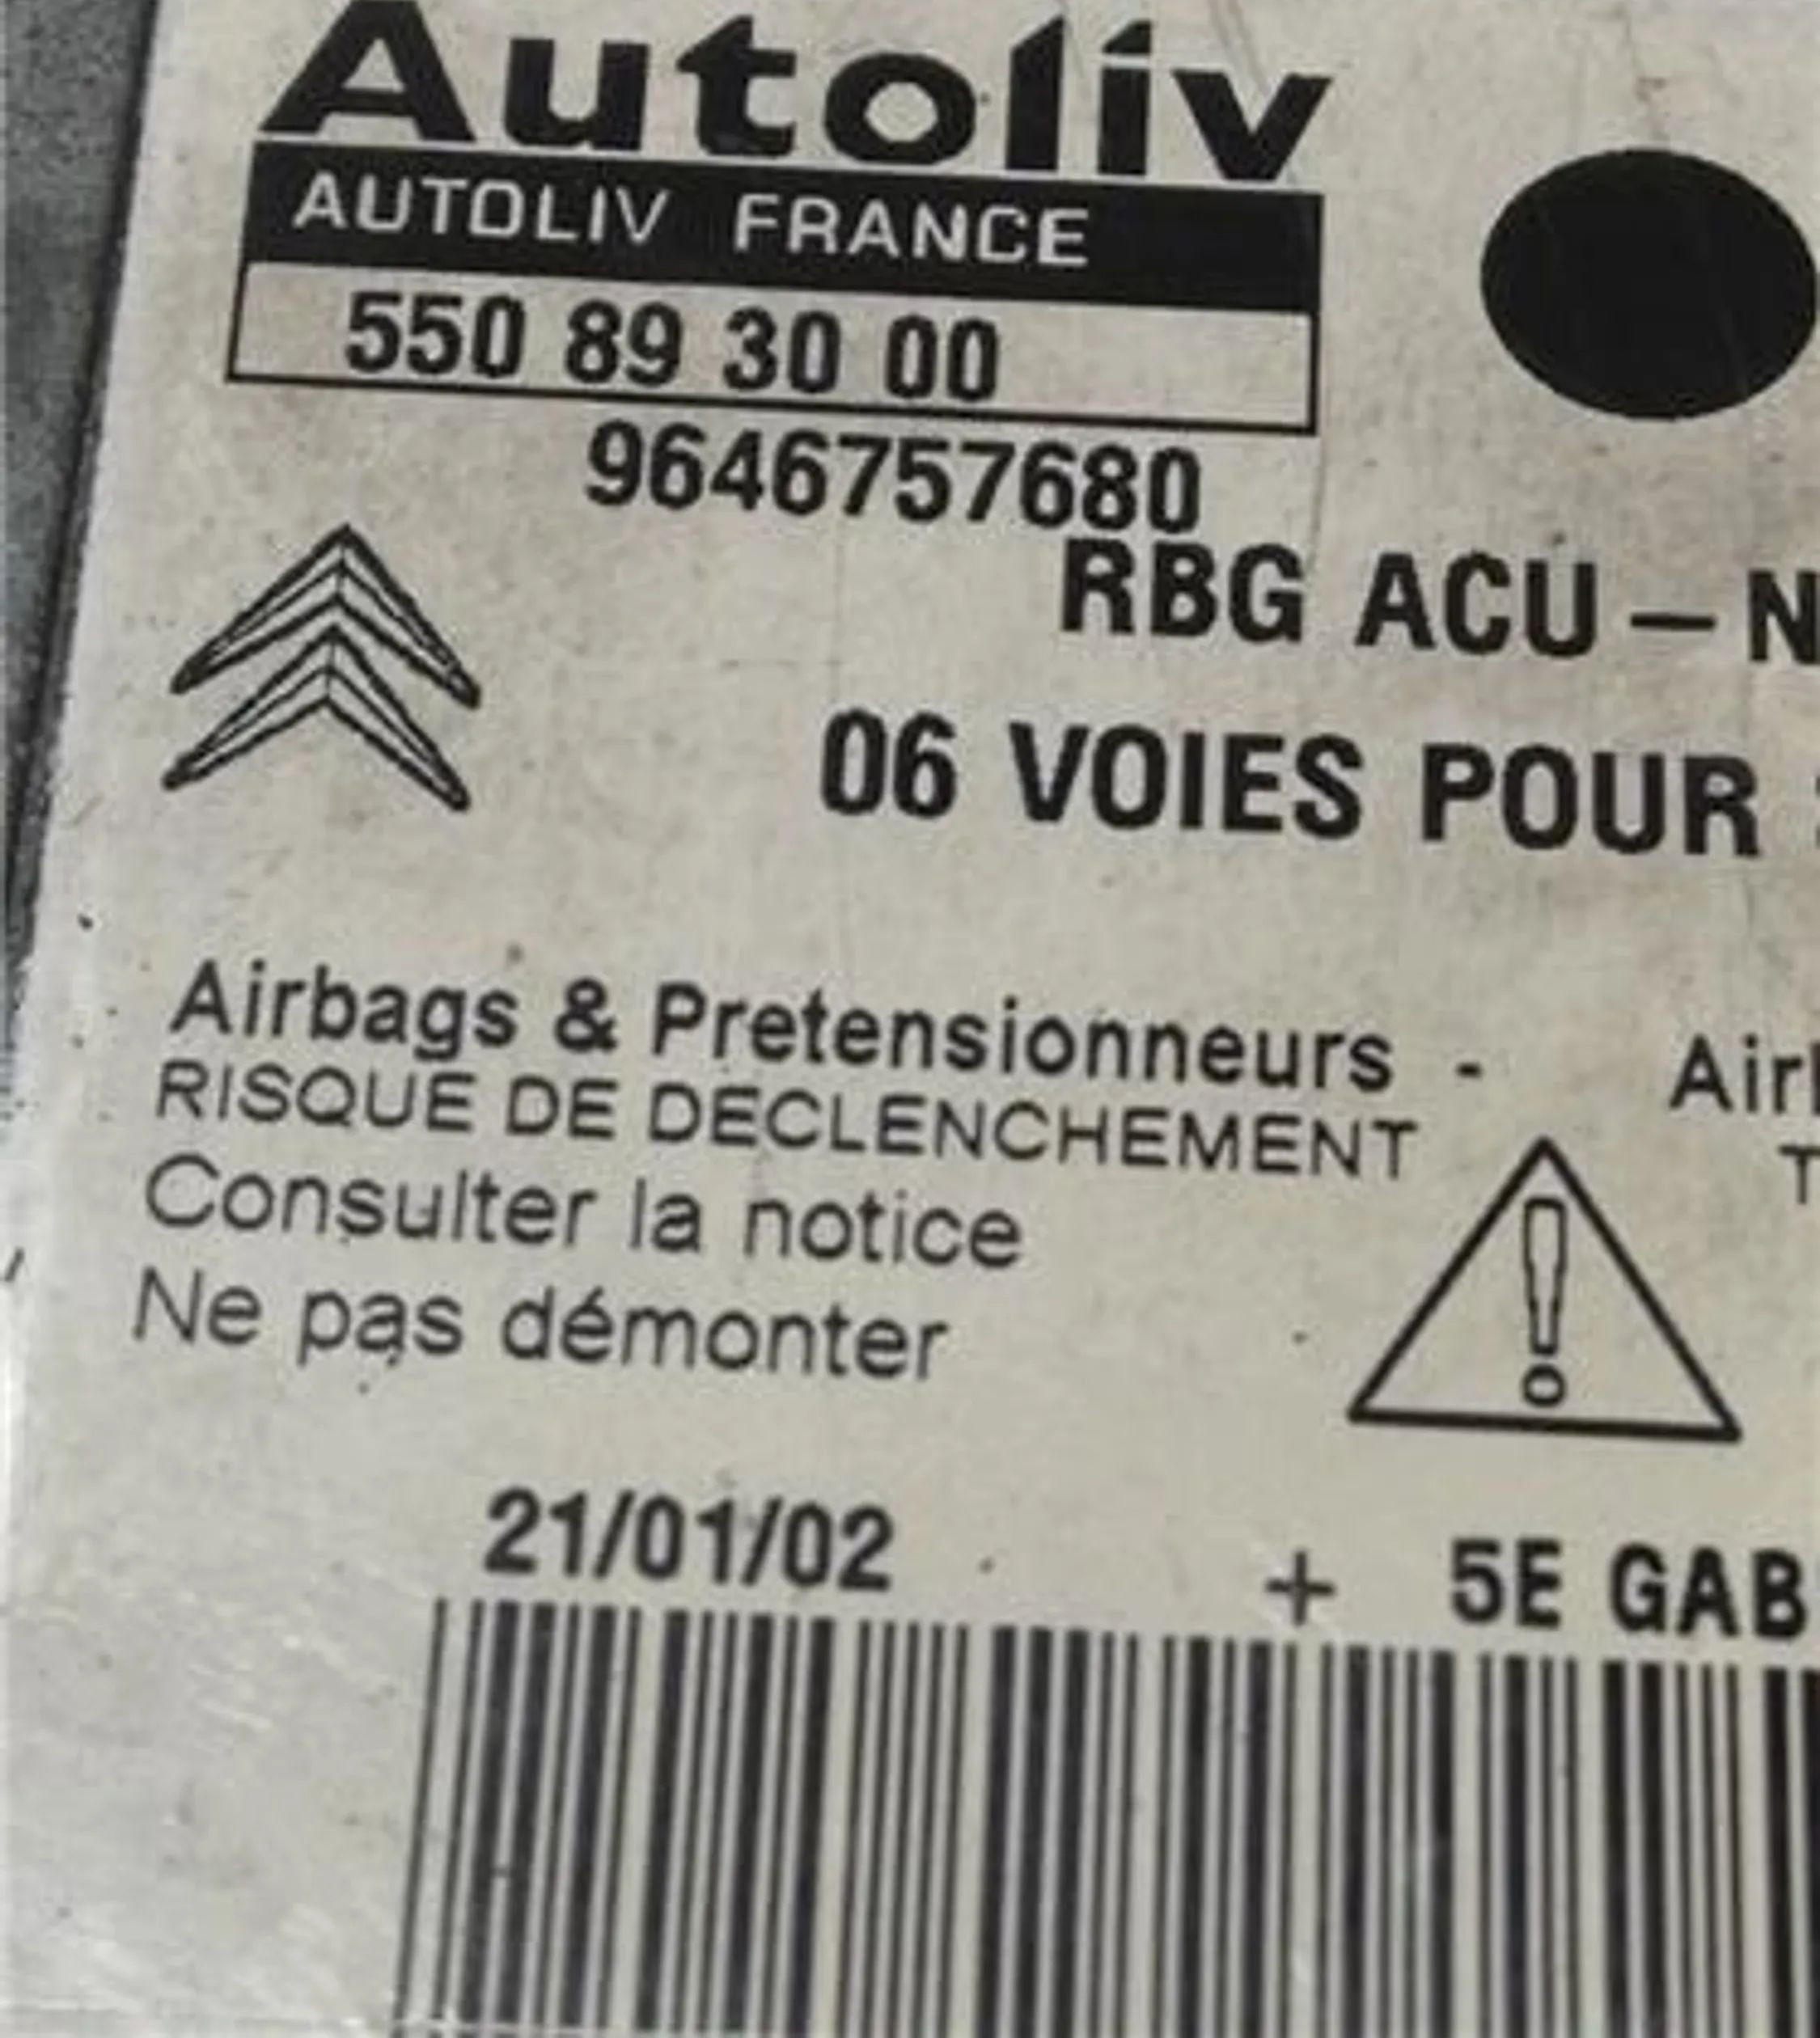 Autoliv
AUTOLIV FRANCE
550 89 30 00
9646757680
RBG ACU – N
06 VOIES POUR
Airbags & Pretensionneurs -
RISQUE DE DECLENCHEMENT
Consulter la notice
Ne pas démonter
21/01/02 + 5E GAB